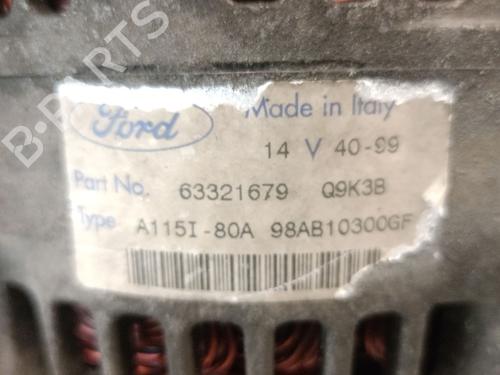 B-PARTS
Ford
Made in Italy
14 V 40-99
Part No. 63321679 Q9K3B
Type A115I-80A 98AB10300GF